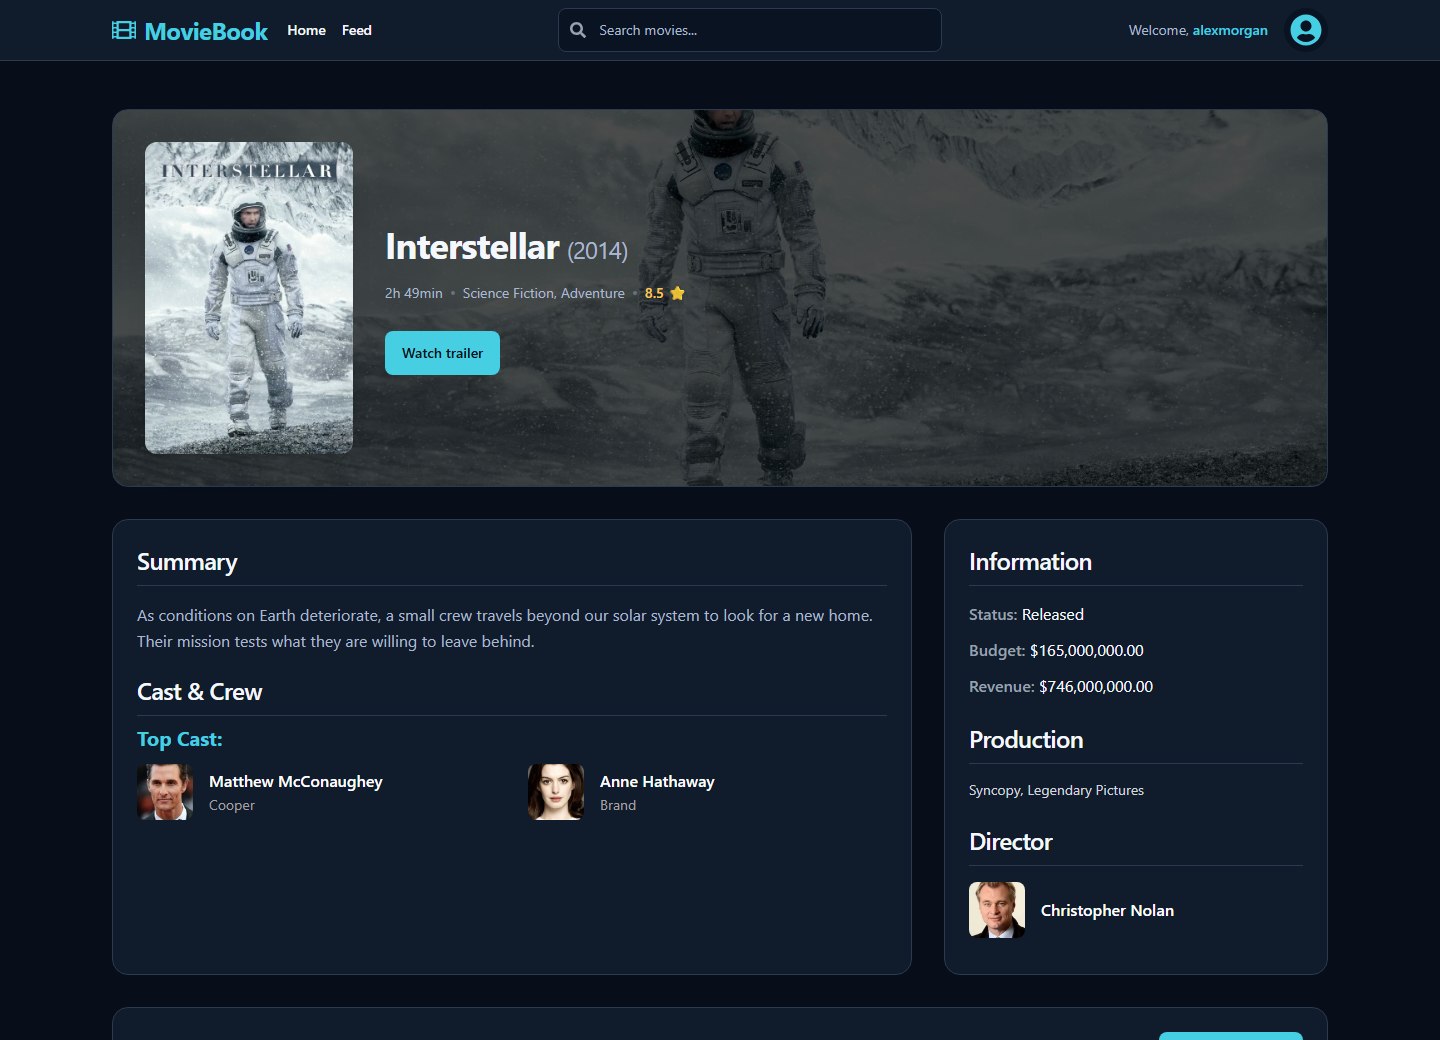 MovieBook Home Feed Search movies... Welcome, alexmorgan
INTERSTELLAR
Interstellar (2014)
2h 49min • Science Fiction, Adventure • 8.5
Watch trailer
Summary
As conditions on Earth deteriorate, a small crew travels beyond our solar system to look for a new home.
Their mission tests what they are willing to leave behind.
Cast & Crew
Top Cast:
Matthew McConaughey
Cooper
Anne Hathaway
Brand
Information
Status: Released
Budget: $165,000,000.00
Revenue: $746,000,000.00
Production
Syncopy, Legendary Pictures
Director
Christopher Nolan